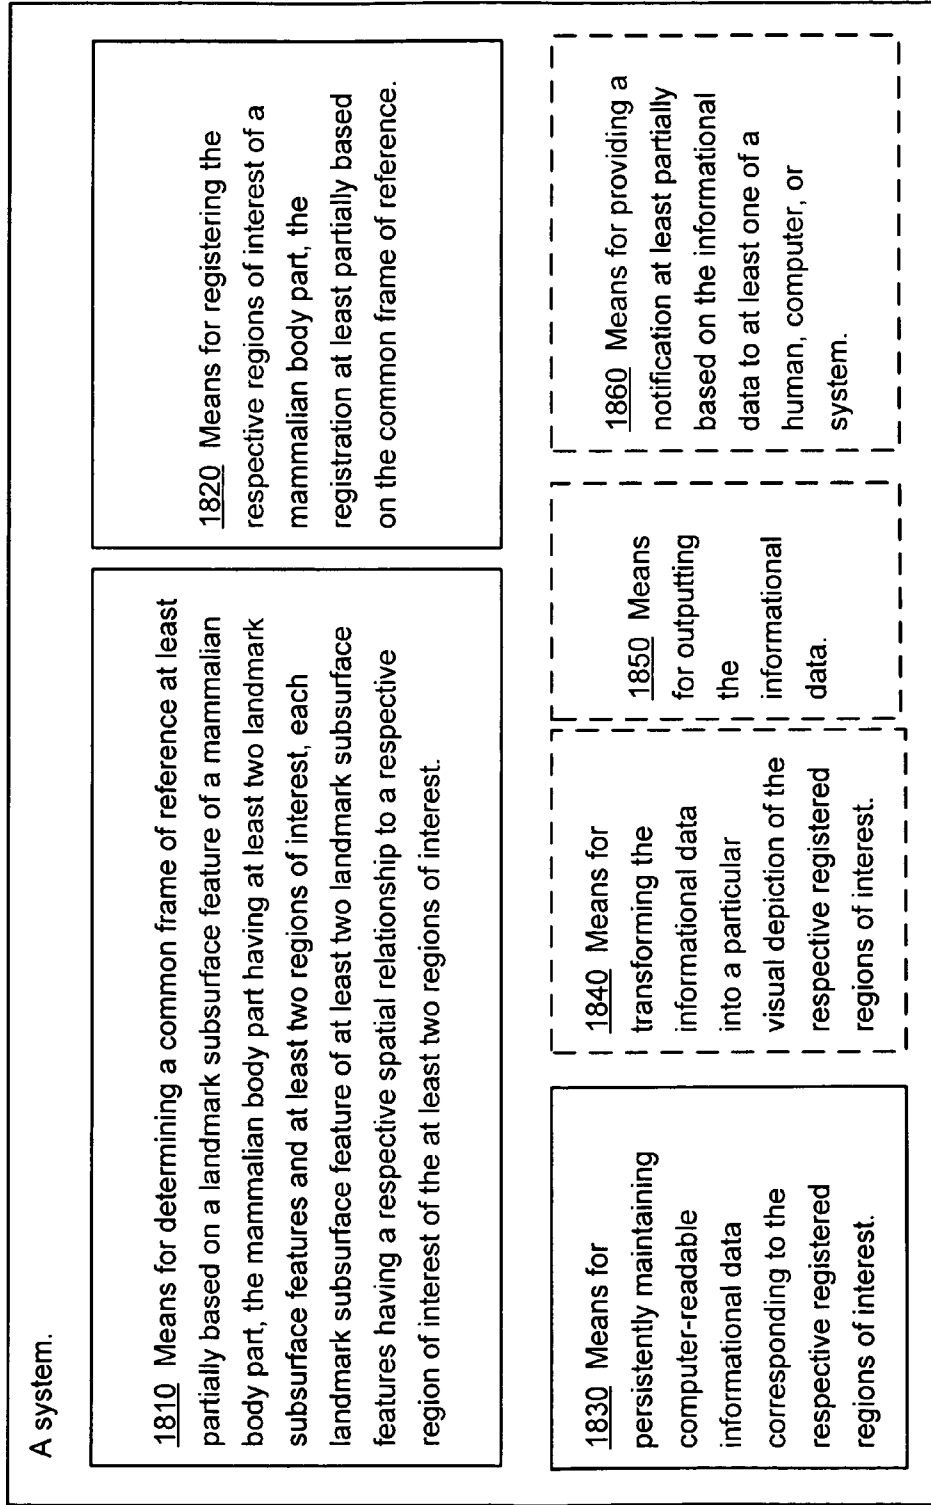 A system.
1810 Means for determining a common frame of reference at least
partially based on a landmark subsurface feature of a mammalian
body part, the mammalian body part having at least two landmark
subsurface features and at least two regions of interest, each
landmark subsurface feature of at least two landmark subsurface
features having a respective spatial relationship to a respective
region of interest of the at least two regions of interest.
1820 Means for registering the
respective regions of interest of a
mammalian body part, the
registration at least partially based
on the common frame of reference.
1830 Means for
persistently maintaining
computer-readable
informational data
corresponding to the
respective registered
regions of interest.
1840 Means for
transforming the
informational data
into a particular
visual depiction of the
respective registered
regions of interest.
1850 Means
for outputting
the
informational
data.
1860 Means for providing a
notification at least partially
based on the informational
data to at least one of a
human, computer, or
system.